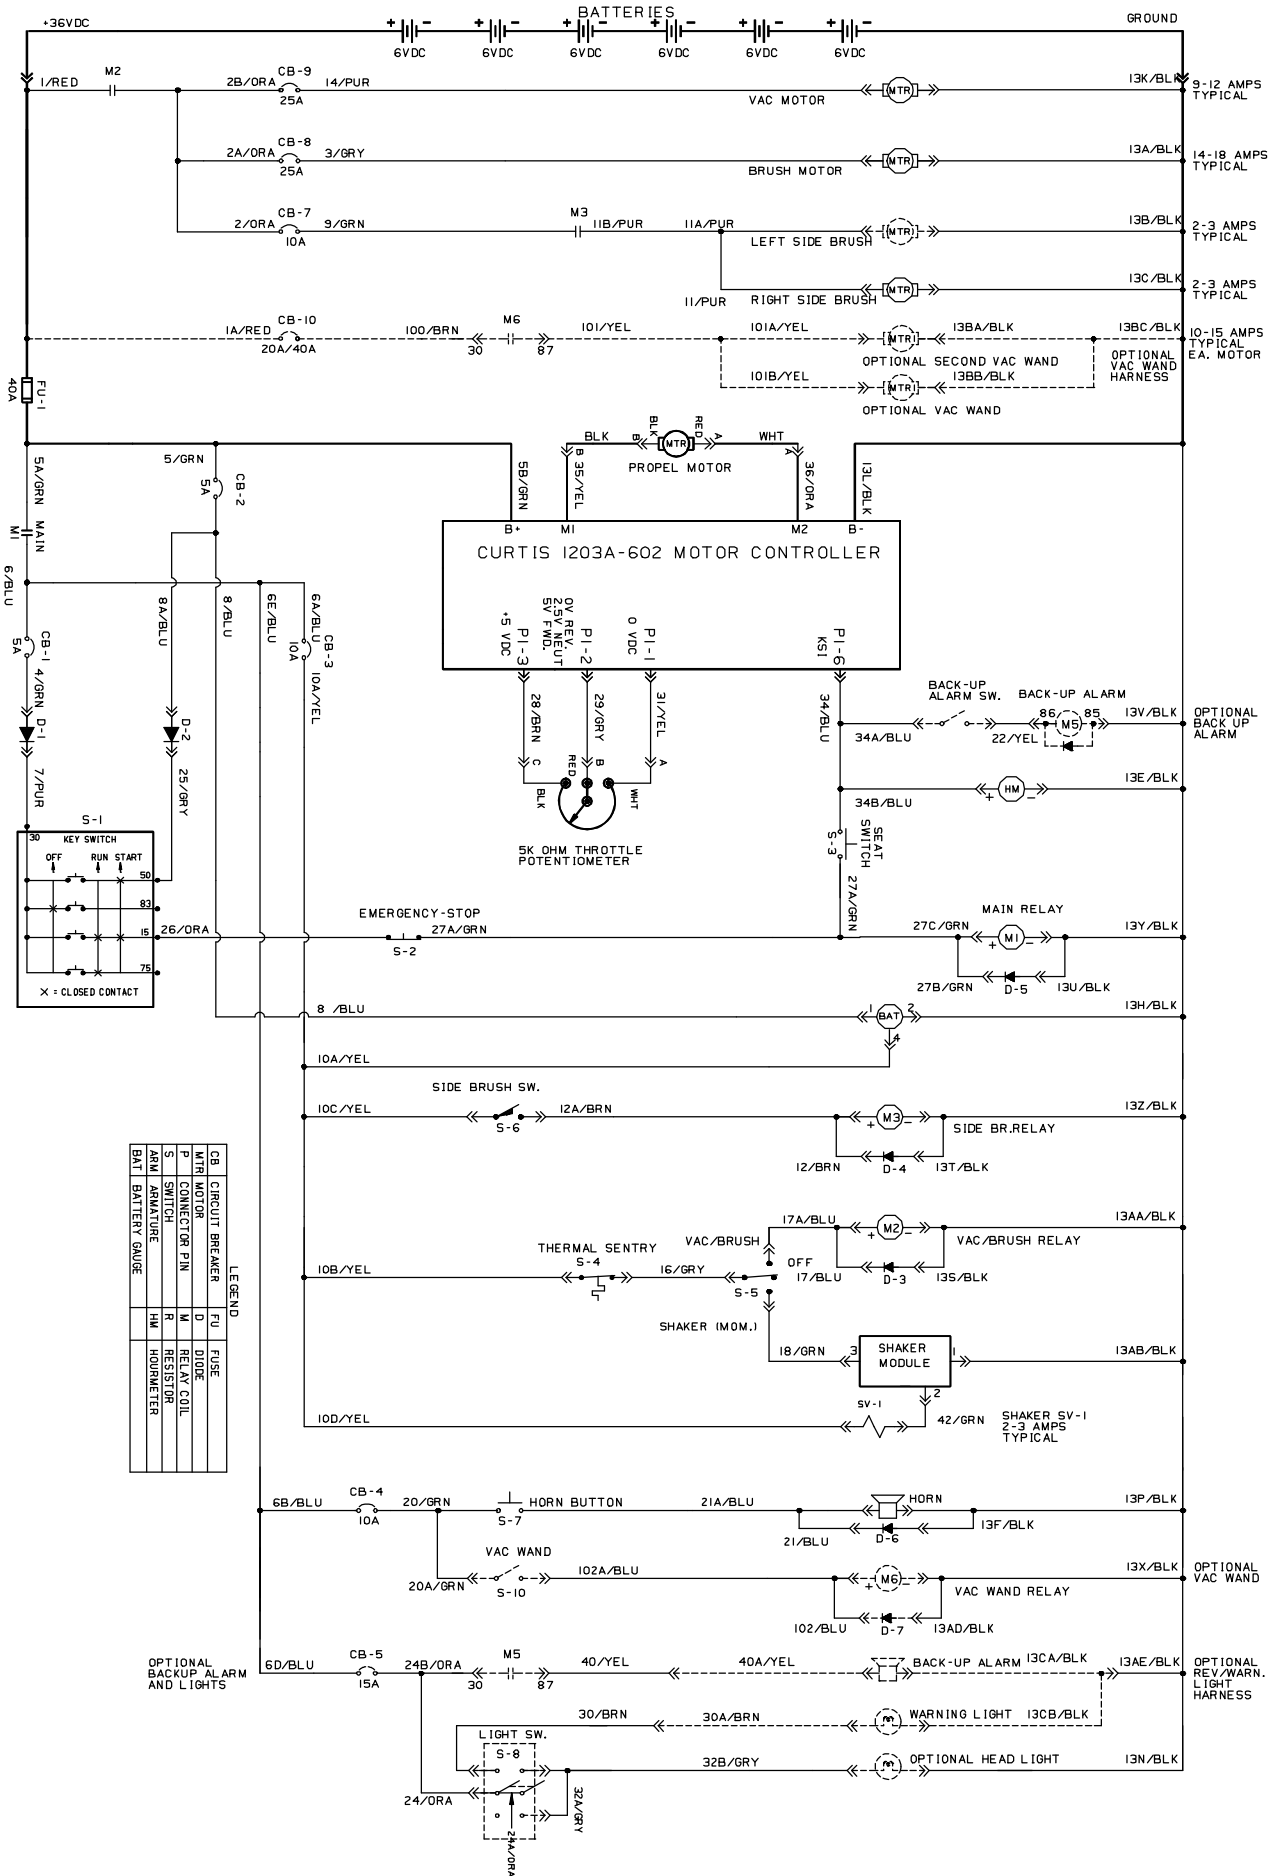 BATTERIES
+36VDC
GROUND
+ -
+ -
+ -
+ -
+ -
+ -
6VDC
6VDC
6VDC
6VDC
6VDC
6VDC
1/RED
M2
2B/ORA
CB-9
25A
14/PUR
VAC MOTOR
MTR
13K/BLK
9-12 AMPS
TYPICAL
2A/ORA
CB-8
25A
3/GRY
BRUSH MOTOR
MTR
13A/BLK
14-18 AMPS
TYPICAL
2/ORA
CB-7
10A
9/GRN
M3
11B/PUR
11A/PUR
LEFT SIDE BRUSH
MTR
13B/BLK
2-3 AMPS
TYPICAL
11/PUR
RIGHT SIDE BRUSH
MTR
13C/BLK
2-3 AMPS
TYPICAL
1A/RED
CB-10
20A/40A
100/BRN
30
M6
87
101/YEL
101A/YEL
MTR1
13BA/BLK
13BC/BLK
10-15 AMPS
TYPICAL
EA. MOTOR
OPTIONAL SECOND VAC WAND
OPTIONAL
VAC WAND
HARNESS
101B/YEL
MTR1
13BB/BLK
OPTIONAL VAC WAND
FU-1
40A
5A/GRN
5/GRN
CB-2
5A
5B/GRN
BLK
BLK
B
MTR
RED
A
WHT
PROPEL MOTOR
B
35/YEL
A
36/ORA
13L/BLK
MAIN
M1
B+
M1
M2
B-
CURTIS 1203A-602 MOTOR CONTROLLER
6/BLU
8A/BLU
8/BLU
6E/BLU
6A/BLU
CB-3
10A
10A/YEL
P1-3
+5 VDC
P1-2
0V REV.
2.5V NEUT
5V FWD.
P1-1
0 VDC
P1-6
KSI
CB-1
5A
4/GRN
D-1
7/PUR
D-2
25/GRY
28/BRN
29/GRY
31/YEL
C
B
A
BLK
RED
WHT
5K OHM THROTTLE
POTENTIOMETER
34/BLU
34A/BLU
BACK-UP
ALARM SW.
22/YEL
BACK-UP ALARM
86
M5
85
13V/BLK
OPTIONAL
BACK UP
ALARM
34B/BLU
+
HM
-
13E/BLK
SEAT
SWITCH
S-3
27A/GRN
S-1
30
KEY SWITCH
OFF
RUN
START
50
83
15
75
X = CLOSED CONTACT
26/ORA
EMERGENCY-STOP
S-2
27A/GRN
27C/GRN
MAIN RELAY
+
M1
-
13Y/BLK
27B/GRN
D-5
13U/BLK
8 /BLU
1
BAT
2
4
13H/BLK
10A/YEL
SIDE BRUSH SW.
10C/YEL
S-6
12A/BRN
+
M3
-
13Z/BLK
SIDE BR.RELAY
12/BRN
D-4
13T/BLK
17A/BLU
+
M2
-
13AA/BLK
VAC/BRUSH RELAY
17/BLU
D-3
13S/BLK
10B/YEL
THERMAL SENTRY
S-4
16/GRY
VAC/BRUSH
OFF
S-5
SHAKER (MOM.)
18/GRN
3
SHAKER
MODULE
1
2
13AB/BLK
10D/YEL
SV-1
42/GRN
SHAKER SV-1
2-3 AMPS
TYPICAL
LEGEND
CB CIRCUIT BREAKER FU FUSE
MTR MOTOR D DIODE
P CONNECTOR PIN M RELAY COIL
S SWITCH R RESISTOR
ARM ARMATURE HM HOURMETER
BAT BATTERY GAUGE
6B/BLU
CB-4
10A
20/GRN
HORN BUTTON
S-7
21A/BLU
HORN
13P/BLK
21/BLU
D-6
13F/BLK
20A/GRN
VAC WAND
S-10
102A/BLU
+
M6
-
13X/BLK
OPTIONAL
VAC WAND
VAC WAND RELAY
102/BLU
D-7
13AD/BLK
OPTIONAL
BACKUP ALARM
AND LIGHTS
6D/BLU
CB-5
15A
24B/ORA
30
M5
87
40/YEL
40A/YEL
BACK-UP ALARM
13CA/BLK
13AE/BLK
OPTIONAL
REV/WARN.
LIGHT
HARNESS
30/BRN
30A/BRN
WARNING LIGHT
13CB/BLK
LIGHT SW.
S-8
32B/GRY
OPTIONAL HEAD LIGHT
13N/BLK
24/ORA
32A/GRY
24A/ORA